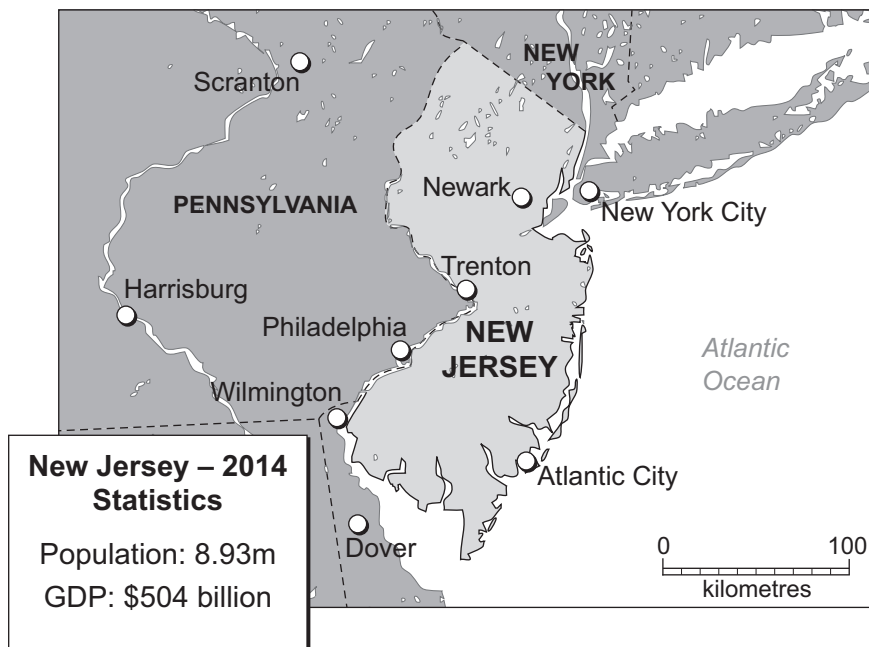 NEW
YORK
Scranton
PENNSYLVANIA
Newark
New York City
Trenton
Harrisburg
Philadelphia
NEW
JERSEY
Atlantic
Ocean
Wilmington
Atlantic City
Dover
0 100
kilometres
New Jersey – 2014
Statistics
Population: 8.93m
GDP: $504 billion